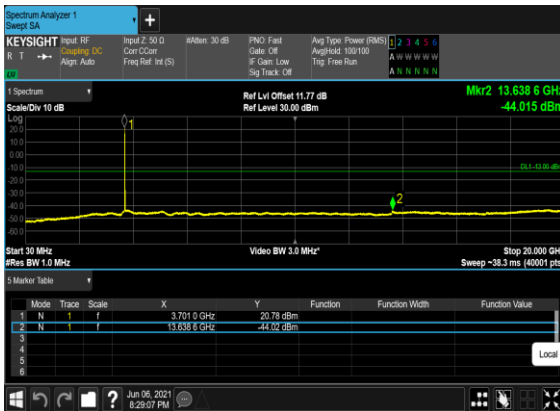 Spectrum Analyzer 1
Swept SA
KEYSIGHT Input: RF Input Z: 50 Ω #Atten: 30 dB PNO: Fast Avg Type: Power (RMS) 1 2 3 4 5 6
R T Coupling: DC Corr CCorr Gate: Off Avg|Hold: 100/100 A W W W W W
Align: Auto Freq Ref: Int (S) IF Gain: Low Trig: Free Run
Sig Track: Off A N N N N N
1 Spectrum
Scale/Div 10 dB Ref Lvl Offset 11.77 dB Mkr2 13.638 6 GHz
Ref Level 30.00 dBm -44.015 dBm
Log
20.0
10.0
0.00
-10.0
-20.0
-30.0
-40.0
-50.0
-60.0
1
DL1 -13.00 dBm
2
Start 30 MHz Video BW 3.0 MHz* Stop 20.000 GH
#Res BW 1.0 MHz Sweep ~38.3 ms (40001 pts
5 Marker Table
Mode Trace Scale X Y Function Function Width Function Value
1 N 1 f 3.701 0 GHz 20.78 dBm
2 N 1 f 13.638 6 GHz -44.02 dBm
3
4
5
6
Local
Jun 06, 2021
8:29:07 PM